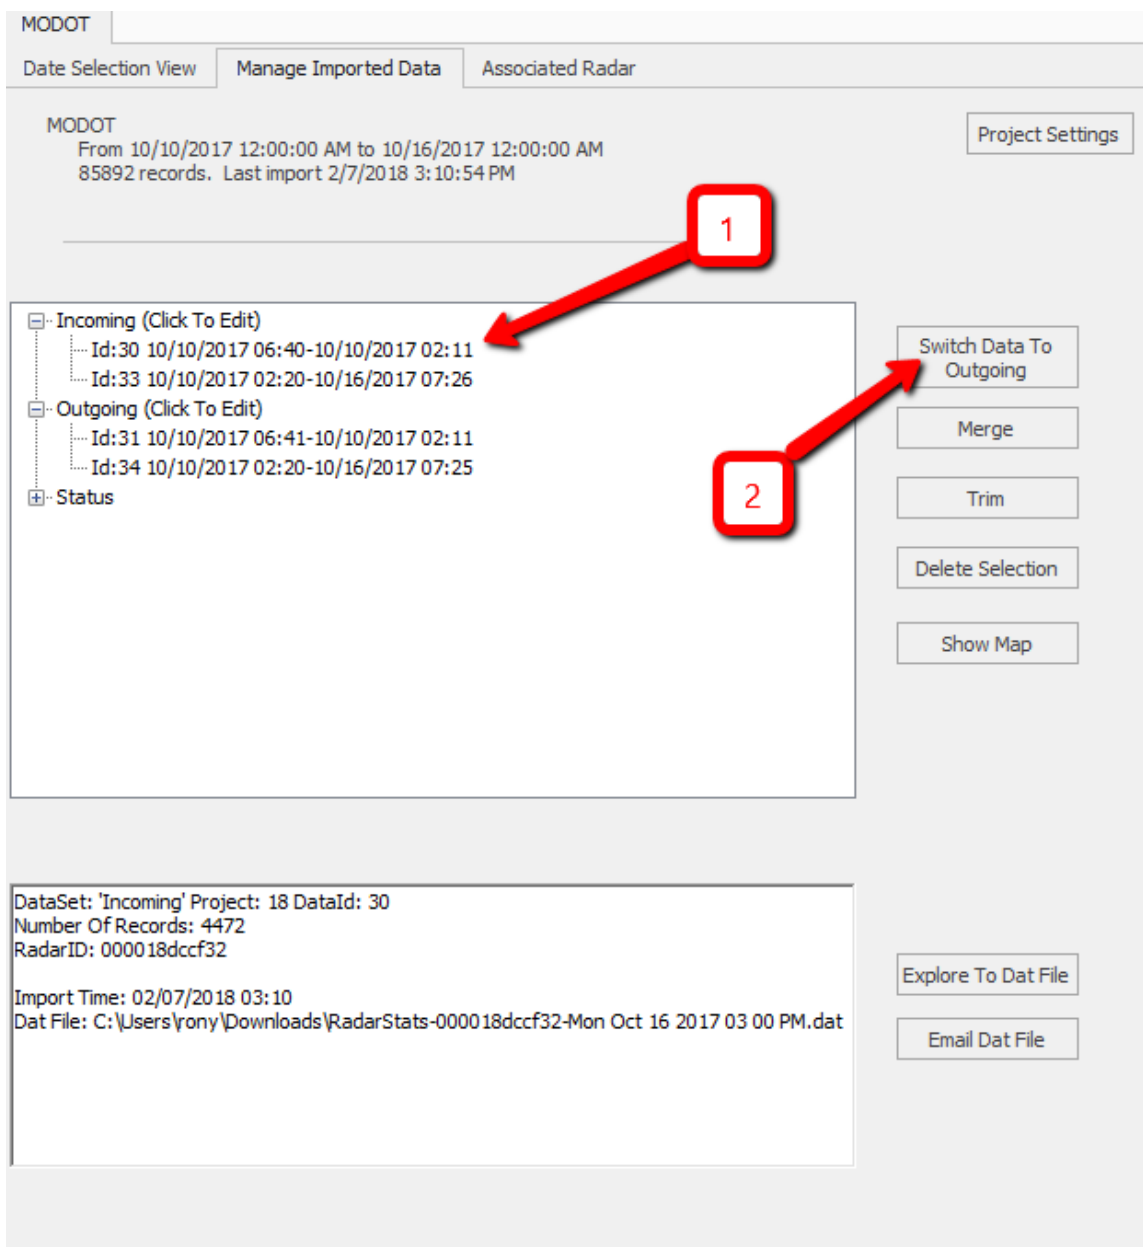 MODOT
Date Selection View
Manage Imported Data
Associated Radar
MODOT
From 10/10/2017 12:00:00 AM to 10/16/2017 12:00:00 AM
85892 records.  Last import 2/7/2018 3:10:54 PM
Project Settings
1
Incoming (Click To Edit)
Id:30 10/10/2017 06:40-10/10/2017 02:11
Id:33 10/10/2017 02:20-10/16/2017 07:26
Outgoing (Click To Edit)
Id:31 10/10/2017 06:41-10/10/2017 02:11
Id:34 10/10/2017 02:20-10/16/2017 07:25
Status
Switch Data To
Outgoing
Merge
2
Trim
Delete Selection
Show Map
DataSet: 'Incoming' Project: 18 DataId: 30
Number Of Records: 4472
RadarID: 000018dccf32
Import Time: 02/07/2018 03:10
Dat File: C:\Users\rony\Downloads\RadarStats-000018dccf32-Mon Oct 16 2017 03 00 PM.dat
Explore To Dat File
Email Dat File